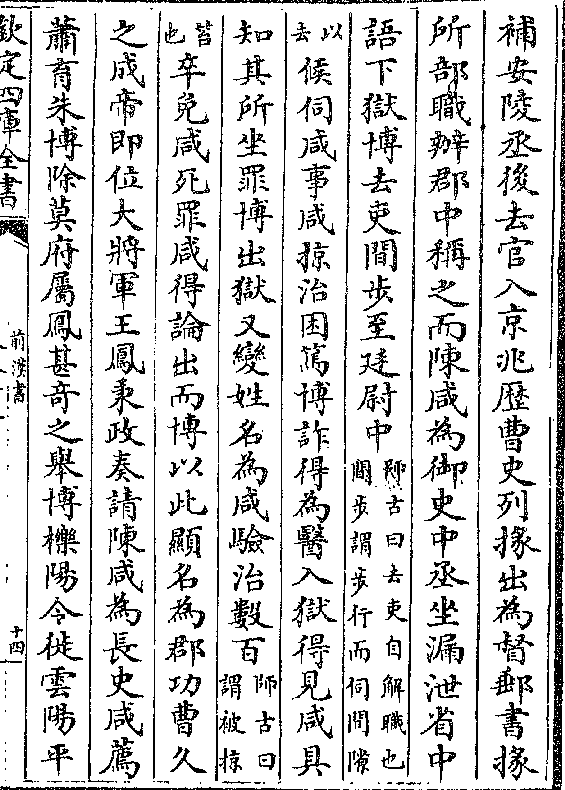 補安陵丞後去官入京兆歴曹史列掾出為督郵書掾
所部職辦郡中稱之而陳咸為御史中丞坐漏泄省中
語下獄博去吏間歩至廷尉中師古曰去吏自解職也間歩謂歩行而伺間隙
以去候伺咸事咸掠治困篤博詐得為醫入獄得見咸具
知其所坐罪博出獄又變姓名為咸驗治數百師古曰謂被掠
笞也卒免咸死罪咸得論出而博以此顯名為郡功曹久
之成帝即位大將軍王鳳秉政奏請陳咸為長史咸薦
蕭育朱博除莫府屬鳳甚奇之舉博櫟陽令徙雲陽平
欽定四庫全書
前漢書
十四